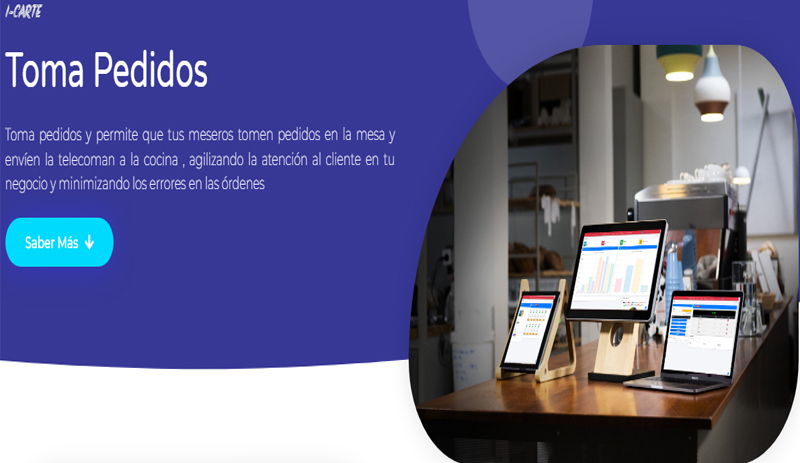 I-CARTE
Toma Pedidos
Toma pedidos y permite que tus meseros tomen pedidos en la mesa y
envíen la telecoman a la cocina , agilizando la atención al cliente en tu
negocio y minimizando los errores en las órdenes
Saber Más